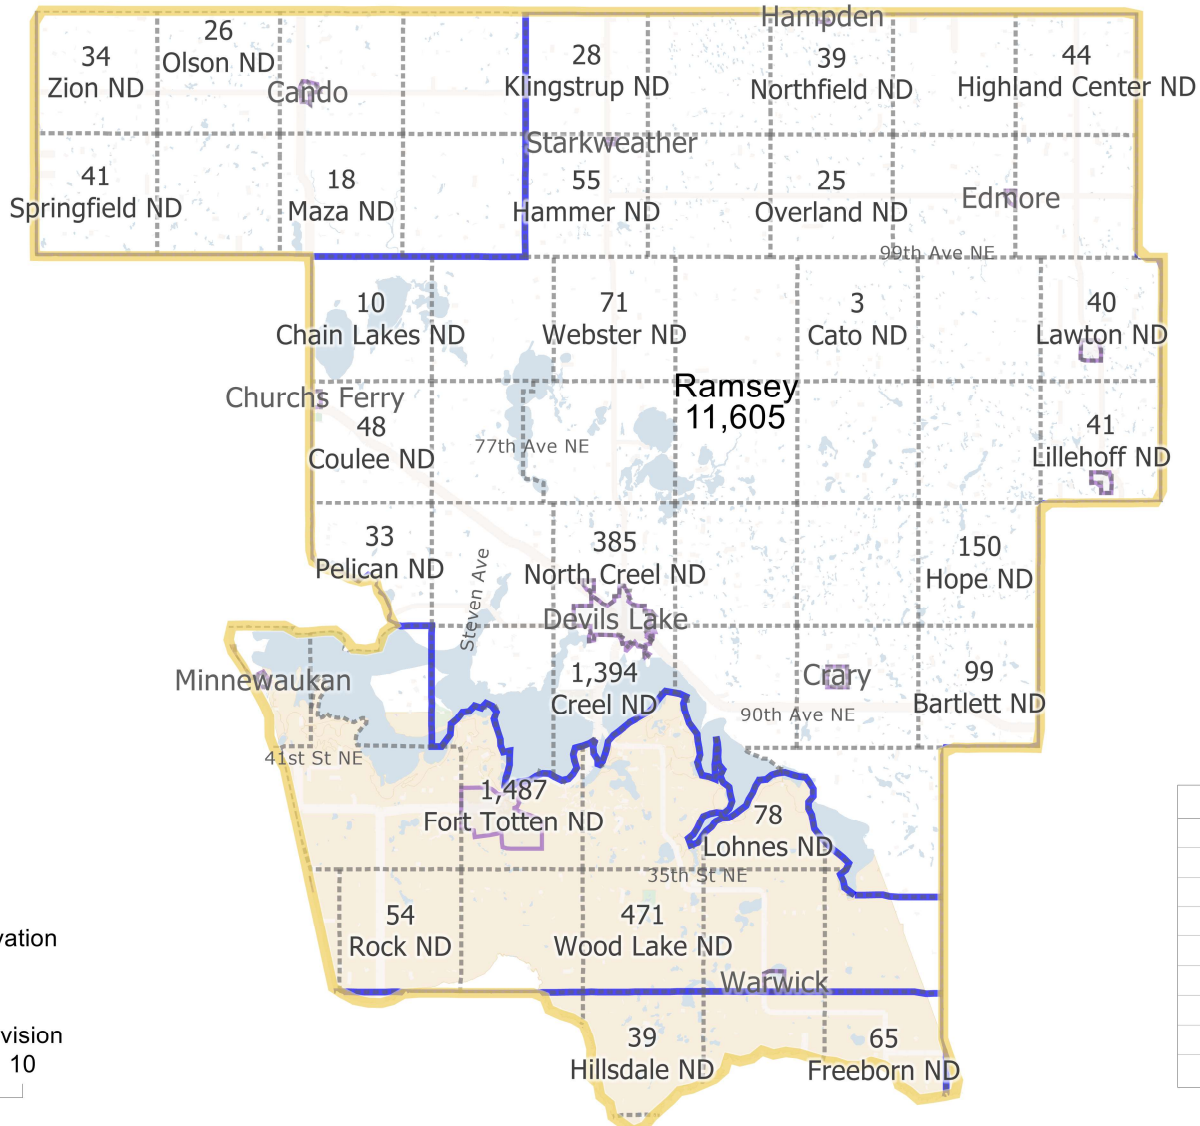 Hampden
34
Zion ND
26
Olson ND
Cando
28
Klingstrup ND
39
Northfield ND
44
Highland Center ND
Starkweather
41
Springfield ND
18
Maza ND
55
Hammer ND
25
Overland ND
Edmore
99th Ave NE
10
Chain Lakes ND
71
Webster ND
3
Cato ND
40
Lawton ND
Ramsey
11,605
Churchs Ferry
48
Coulee ND
77th Ave NE
41
Lillehoff ND
33
Pelican ND
Steven Ave
385
North Creel ND
150
Hope ND
Devils Lake
Minnewaukan
1,394
Creel ND
Crary
99
Bartlett ND
90th Ave NE
41st St NE
1,487
Fort Totten ND
78
Lohnes ND
35th St NE
54
Rock ND
471
Wood Lake ND
vation
Warwick
39
Hillsdale ND
65
Freeborn ND
vision
10